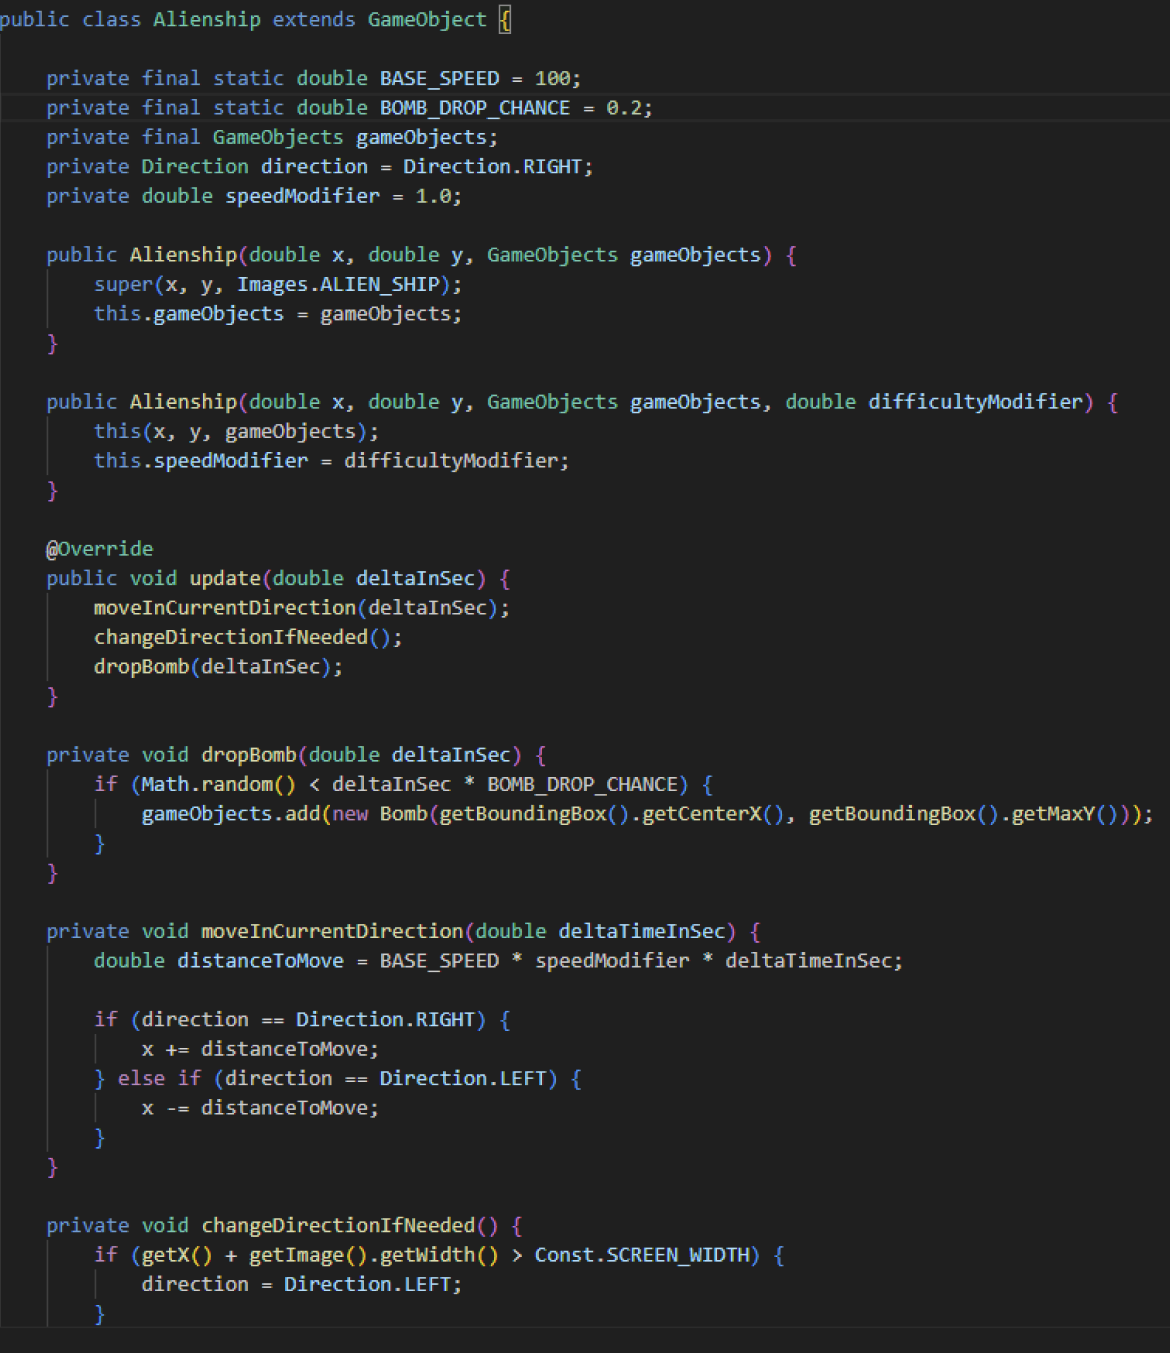 public class Alienship extends GameObject {
private final static double BASE_SPEED = 100;
private final static double BOMB_DROP_CHANCE = 0.2;
private final GameObjects gameObjects;
private Direction direction = Direction.RIGHT;
private double speedModifier = 1.0;
public Alienship(double x, double y, GameObjects gameObjects) {
super(x, y, Images.ALIEN_SHIP);
this.gameObjects = gameObjects;
}
public Alienship(double x, double y, GameObjects gameObjects, double difficultyModifier) {
this(x, y, gameObjects);
this.speedModifier = difficultyModifier;
}
@Override
public void update(double deltaInSec) {
moveInCurrentDirection(deltaInSec);
changeDirectionIfNeeded();
dropBomb(deltaInSec);
}
private void dropBomb(double deltaInSec) {
if (Math.random() < deltaInSec * BOMB_DROP_CHANCE) {
gameObjects.add(new Bomb(getBoundingBox().getCenterX(), getBoundingBox().getMaxY()));
}
}
private void moveInCurrentDirection(double deltaTimeInSec) {
double distanceToMove = BASE_SPEED * speedModifier * deltaTimeInSec;
if (direction == Direction.RIGHT) {
x += distanceToMove;
} else if (direction == Direction.LEFT) {
x -= distanceToMove;
}
}
private void changeDirectionIfNeeded() {
if (getX() + getImage().getWidth() > Const.SCREEN_WIDTH) {
direction = Direction.LEFT;
}